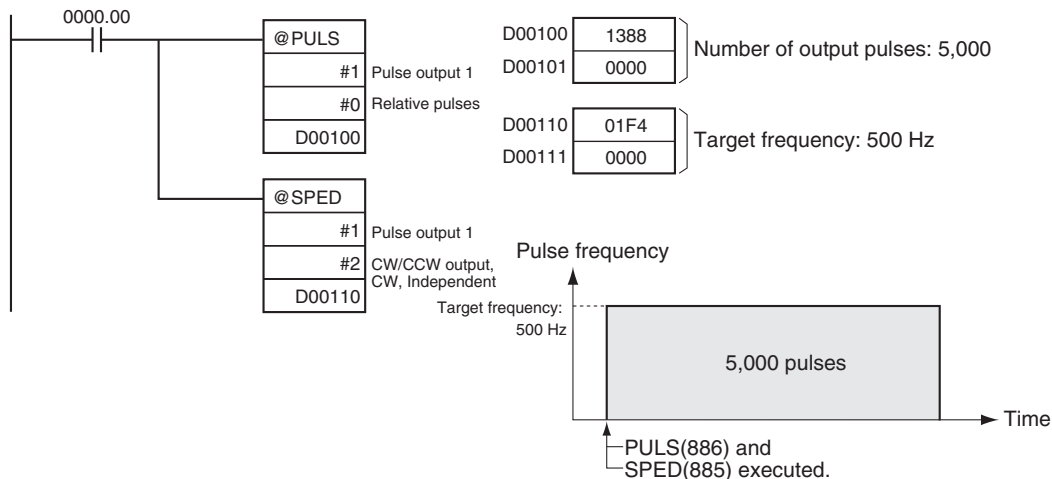 0000.00
@PULS
#1 Pulse output 1
#0 Relative pulses
D00100
D00100 1388
D00101 0000
Number of output pulses: 5,000
D00110 01F4
D00111 0000
Target frequency: 500 Hz
@SPED
#1 Pulse output 1
#2 CW/CCW output,
CW, Independent
D00110
Pulse frequency
Target frequency:
500 Hz
5,000 pulses
Time
PULS(886) and
SPED(885) executed.